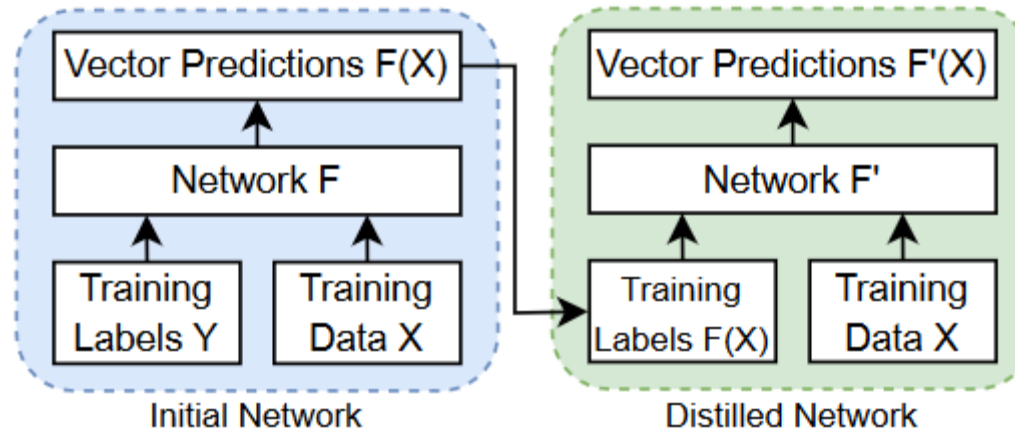 Vector Predictions F(X)
Network F
Training
Labels Y
Training
Data X
Initial Network
Vector Predictions F'(X)
Network F'
Training
Labels F(X)
Training
Data X
Distilled Network